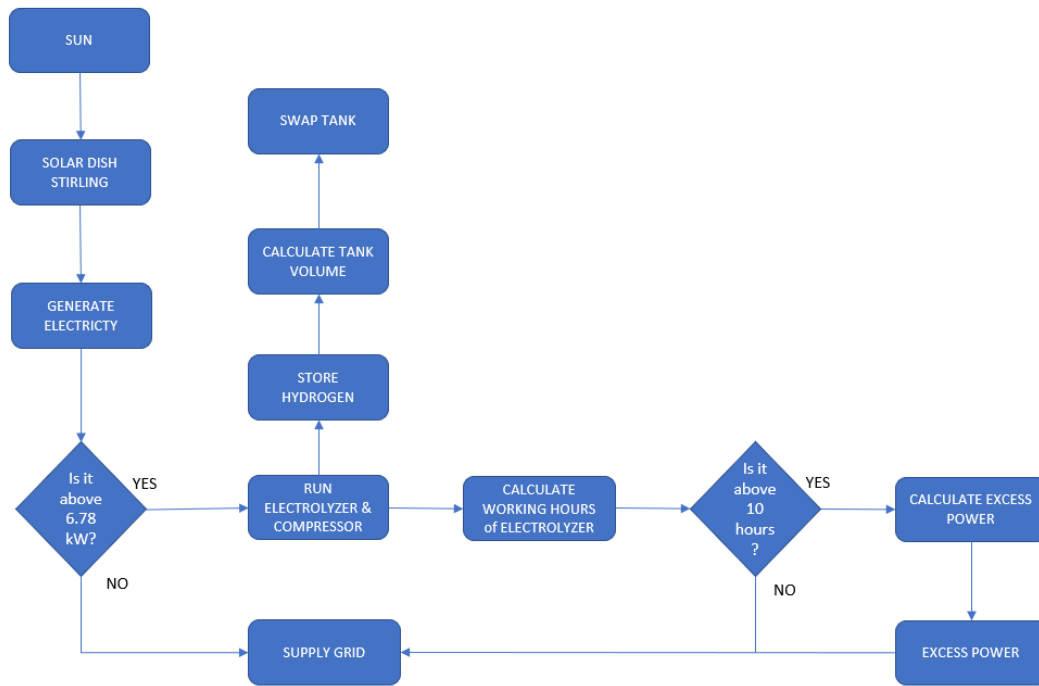 SUN
SOLAR DISH
STIRLING
GENERATE
ELECTRICTY
Is it
above
6.78
kW?
YES
NO
SWAP TANK
CALCULATE TANK
VOLUME
STORE
HYDROGEN
RUN
ELECTROLYZER &
COMPRESSOR
CALCULATE
WORKING HOURS
of ELECTROLYZER
Is it
above
10
hours
?
YES
NO
CALCULATE EXCESS
POWER
EXCESS POWER
SUPPLY GRID